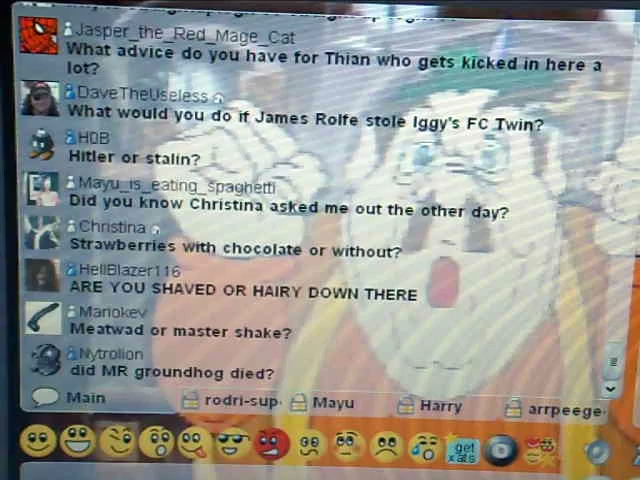 Jasper_the_Red_Mage_Cat
What advice do you have for Thian who gets kicked in here a
lot?
DaveTheUseless
What would you do if James Rolfe stole Iggy's FC Twin?
HOB
Hitler or stalin?
Mayu_is_eating_spaghetti
Did you know Christina asked me out the other day?
Christina
Strawberries with chocolate or without?
HellBlazer116
ARE YOU SHAVED OR HAIRY DOWN THERE
Mariokev
Meatwad or master shake?
Nytrolion
did MR groundhog died?
Main rodri-sup- Mayu Harry arrpeege-
get
xats